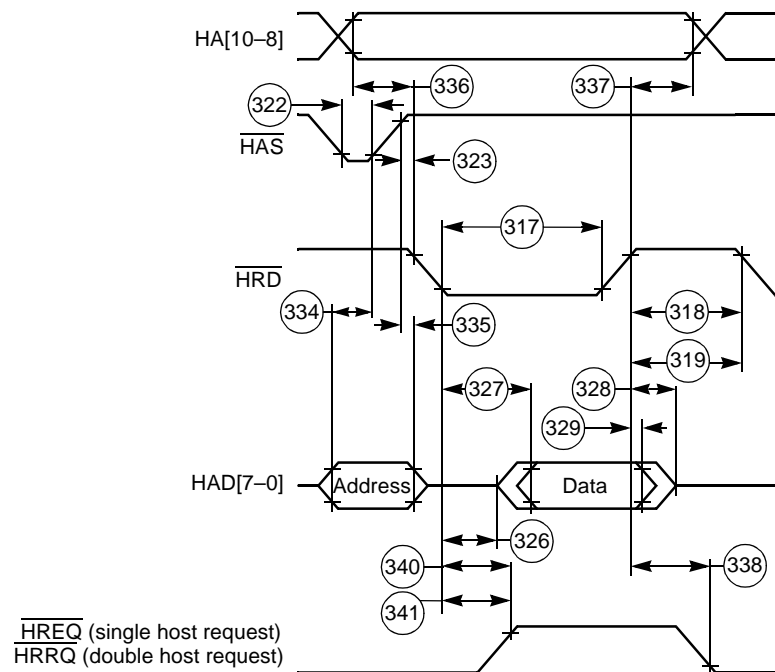 HA[10–8]
336
337
322
HAS
323
317
HRD
334
335
318
319
327
328
329
HAD[7–0]
Address
Data
326
340
338
341
HREQ (single host request)
HRRQ (double host request)